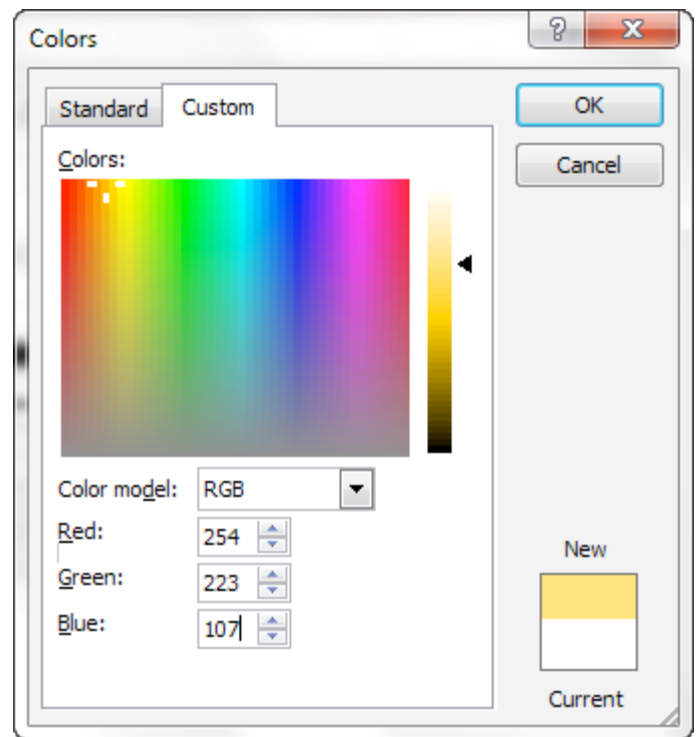 Colors
Standard Custom
OK
Cancel
Colors:
Color model: RGB
Red: 254
Green: 223
Blue: 107
New
Current